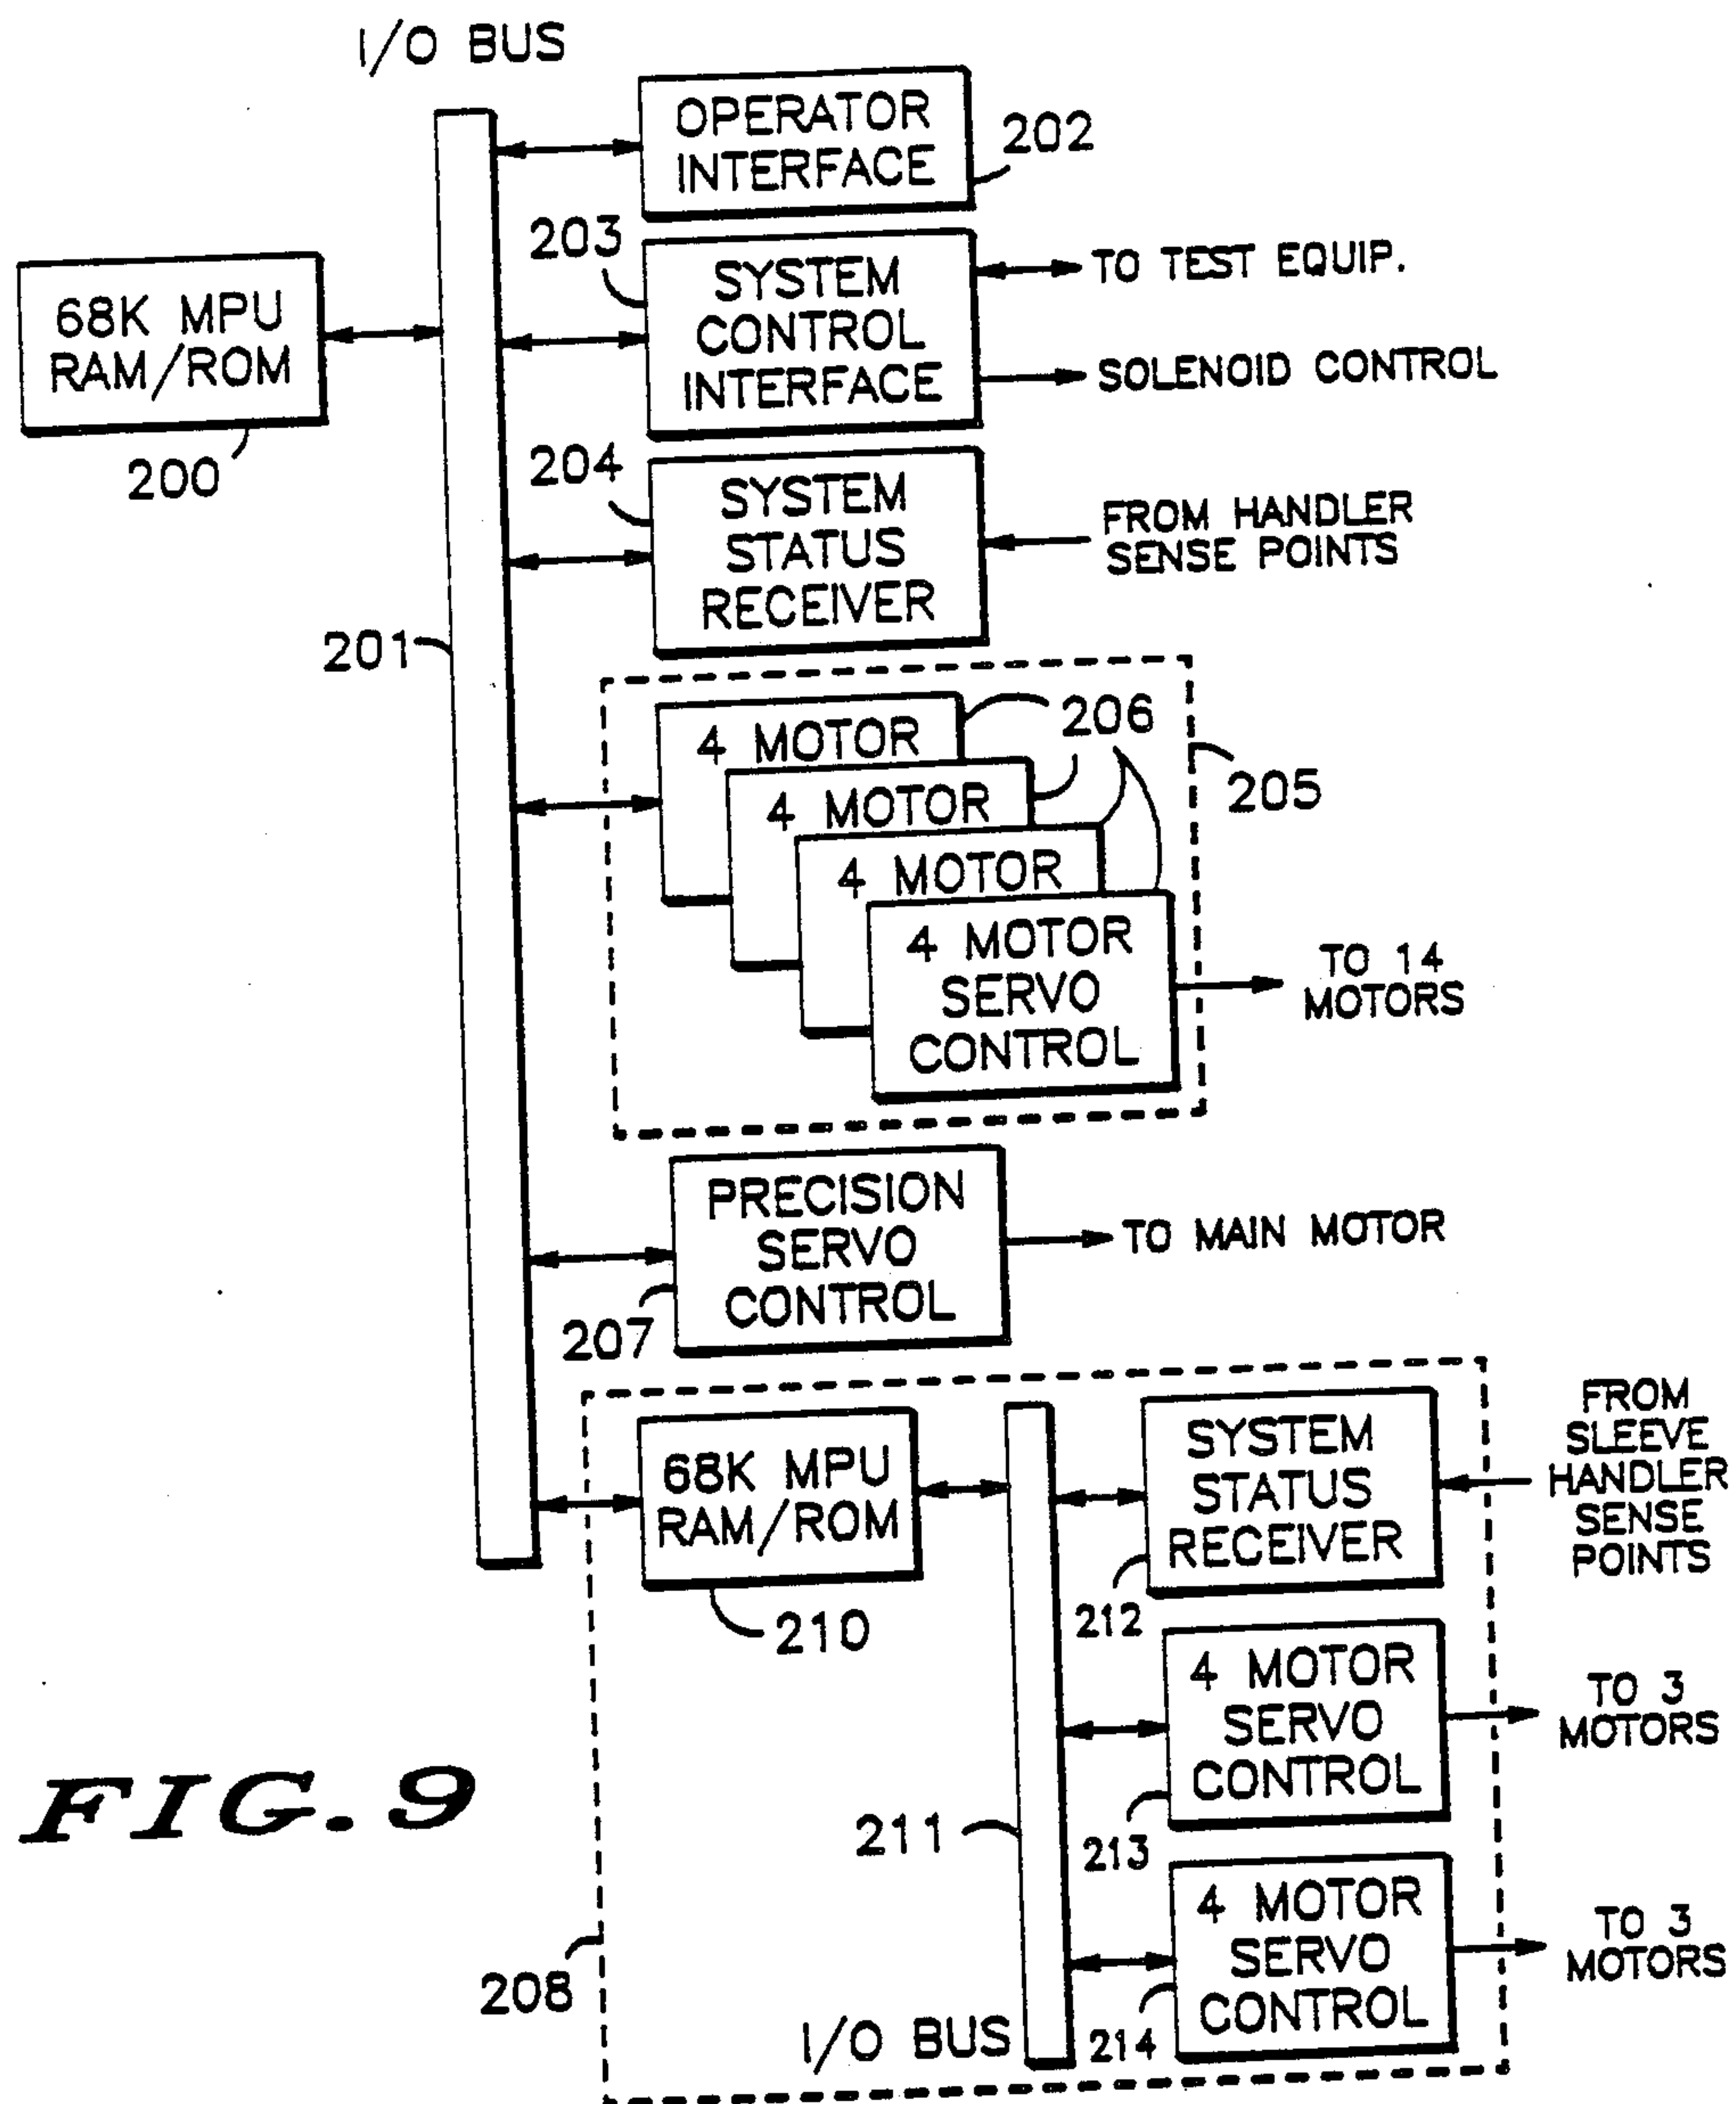 I/O BUS
OPERATOR
INTERFACE
202
203
SYSTEM
CONTROL
INTERFACE
TO TEST EQUIP.
SOLENOID CONTROL
68K MPU
RAM/ROM
200
204
SYSTEM
STATUS
RECEIVER
FROM HANDLER
SENSE POINTS
201
4 MOTOR
206
205
4 MOTOR
4 MOTOR
4 MOTOR
SERVO
CONTROL
TO 14
MOTORS
PRECISION
SERVO
CONTROL
TO MAIN MOTOR
207
68K MPU
RAM/ROM
210
SYSTEM
STATUS
RECEIVER
FROM
SLEEVE
HANDLER
SENSE
POINTS
212
4 MOTOR
SERVO
CONTROL
TO 3
MOTORS
213
211
4 MOTOR
SERVO
CONTROL
TO 3
MOTORS
214
208
I/O BUS
FIG. 9